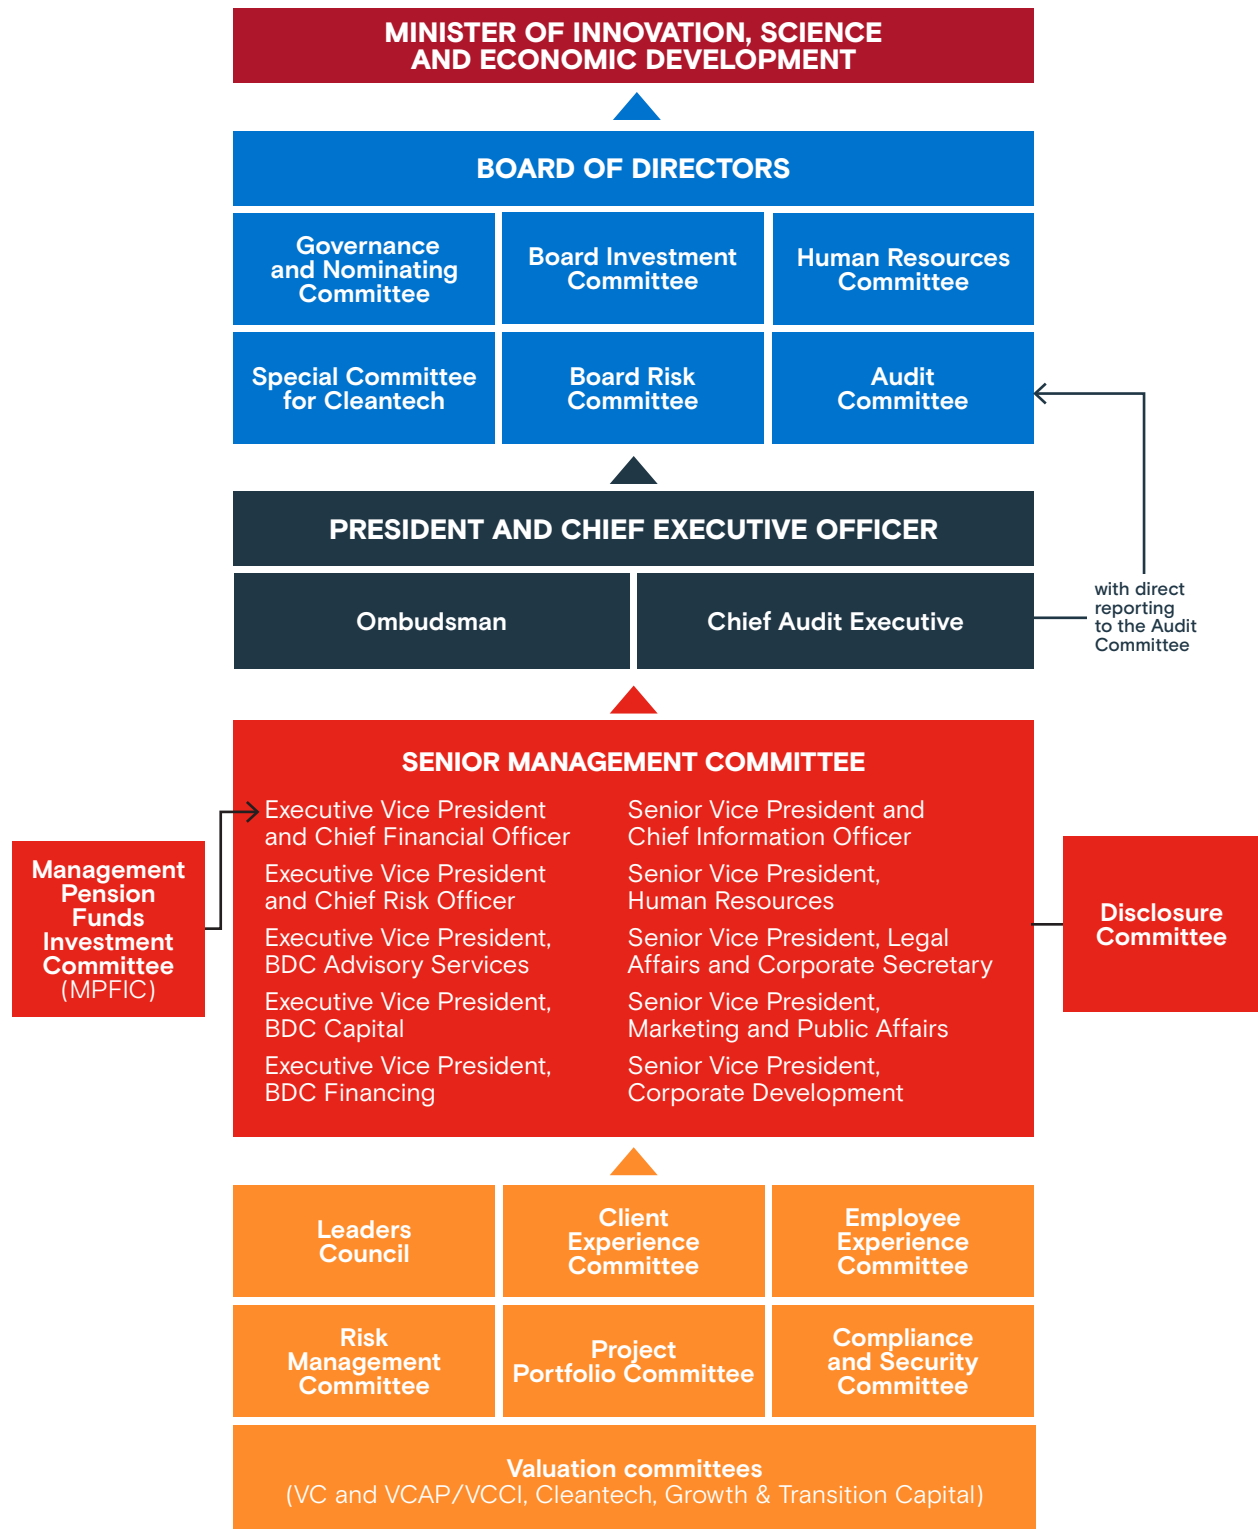 MINISTER OF INNOVATION, SCIENCE
AND ECONOMIC DEVELOPMENT
BOARD OF DIRECTORS
Governance
and Nominating
Committee
Board Investment
Committee
Human Resources
Committee
Special Committee
for Cleantech
Board Risk
Committee
Audit
Committee
PRESIDENT AND CHIEF EXECUTIVE OFFICER
Ombudsman
Chief Audit Executive
with direct
reporting
to the Audit
Committee
SENIOR MANAGEMENT COMMITTEE
Executive Vice President
and Chief Financial Officer
Executive Vice President
and Chief Risk Officer
Executive Vice President,
BDC Advisory Services
Executive Vice President,
BDC Capital
Executive Vice President,
BDC Financing
Senior Vice President and
Chief Information Officer
Senior Vice President,
Human Resources
Senior Vice President, Legal
Affairs and Corporate Secretary
Senior Vice President,
Marketing and Public Affairs
Senior Vice President,
Corporate Development
Management
Pension
Funds
Investment
Committee
(MPFIC)
Disclosure
Committee
Leaders
Council
Client
Experience
Committee
Employee
Experience
Committee
Risk
Management
Committee
Project
Portfolio Committee
Compliance
and Security
Committee
Valuation committees
(VC and VCAP/VCCI, Cleantech, Growth & Transition Capital)